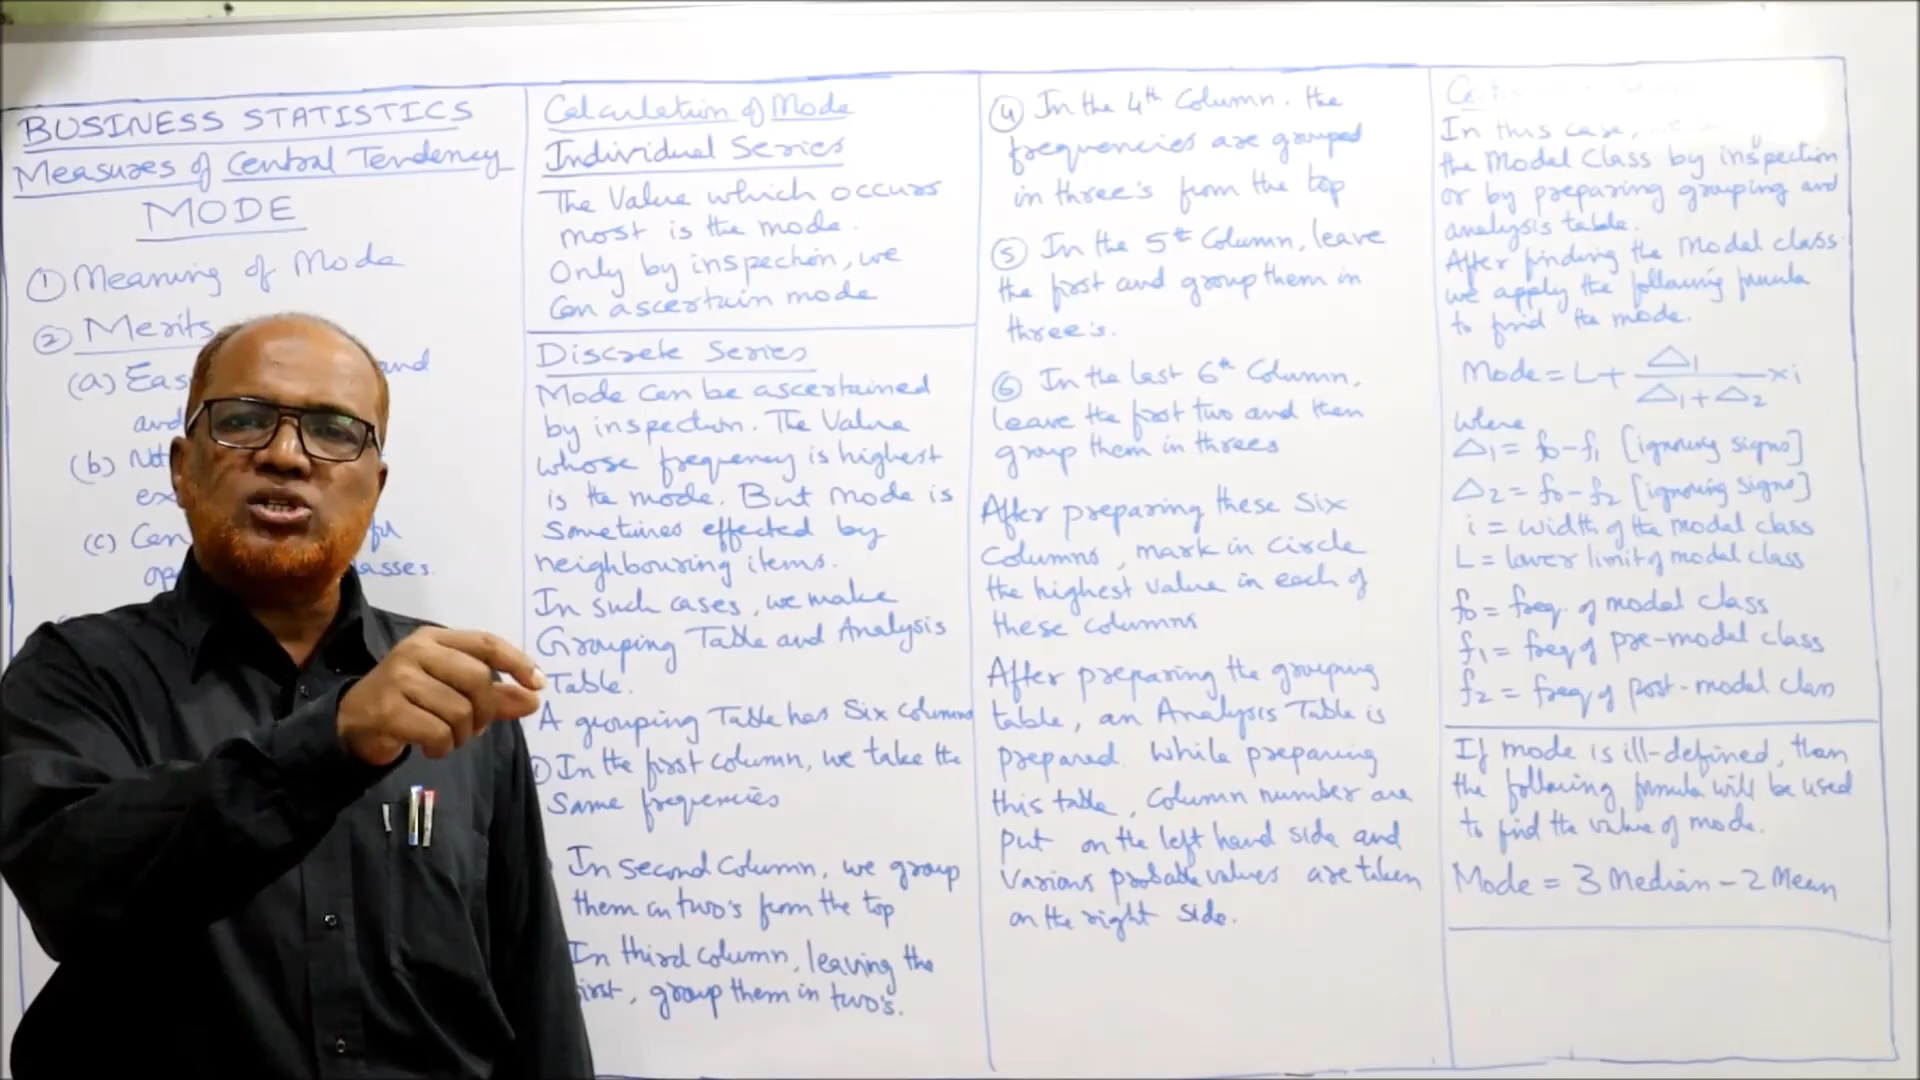 BUSINESS STATISTICS
Measures of Central Tendency
MODE
① Meaning of Mode
② Merits
(a) Eas and
and
(b) Not
ex
(c) Can
op asses.
Calculation of Mode
Individual Series
The Value which occurs
most is the mode.
Only by inspection, we
Can ascertain mode
Discrete Series
Mode Can be ascertained
by inspection. The Value
whose frequency is highest
is the mode. But mode is
Sometimes effected by
neighbouring items.
In such cases, we make
Grouping Table and Analysis
Table.
A grouping Table has Six columns
① In the first column, we take the
Same frequencies
In Second Column, we group
them in two's from the top
In third column, leaving the
first, group them in two's.
④ In the 4th Column. the
frequencies are grouped
in three's from the top
⑤ In the 5th Column, leave
the first and group them in
three's.
⑥ In the last 6th Column,
leave the first two and then
group them in threes
After preparing these Six
Columns, mark in circle
the highest value in each of
these columns
After preparing the grouping
table, an Analysis Table is
prepared. While preparing
this table, Column number are
put on the left hand side and
Various probable values are taken
on the right side.
In this case,
the Modal Class by inspection
or by preparing grouping and
analysis table.
After finding the Modal class
we apply the following formula
to find the mode.
Mode = L + Δ1 / (Δ1 + Δ2) × i
where
Δ1 = f0 - f1 [ignoring signs]
Δ2 = f0 - f2 [ignoring signs]
i = width of the modal class
L = lower limit of modal class
f0 = freq. of modal class
f1 = freq of pre-modal class
f2 = freq of post-modal class
If mode is ill-defined, than
the following formula will be used
to find the value of mode.
Mode = 3 Median - 2 Mean